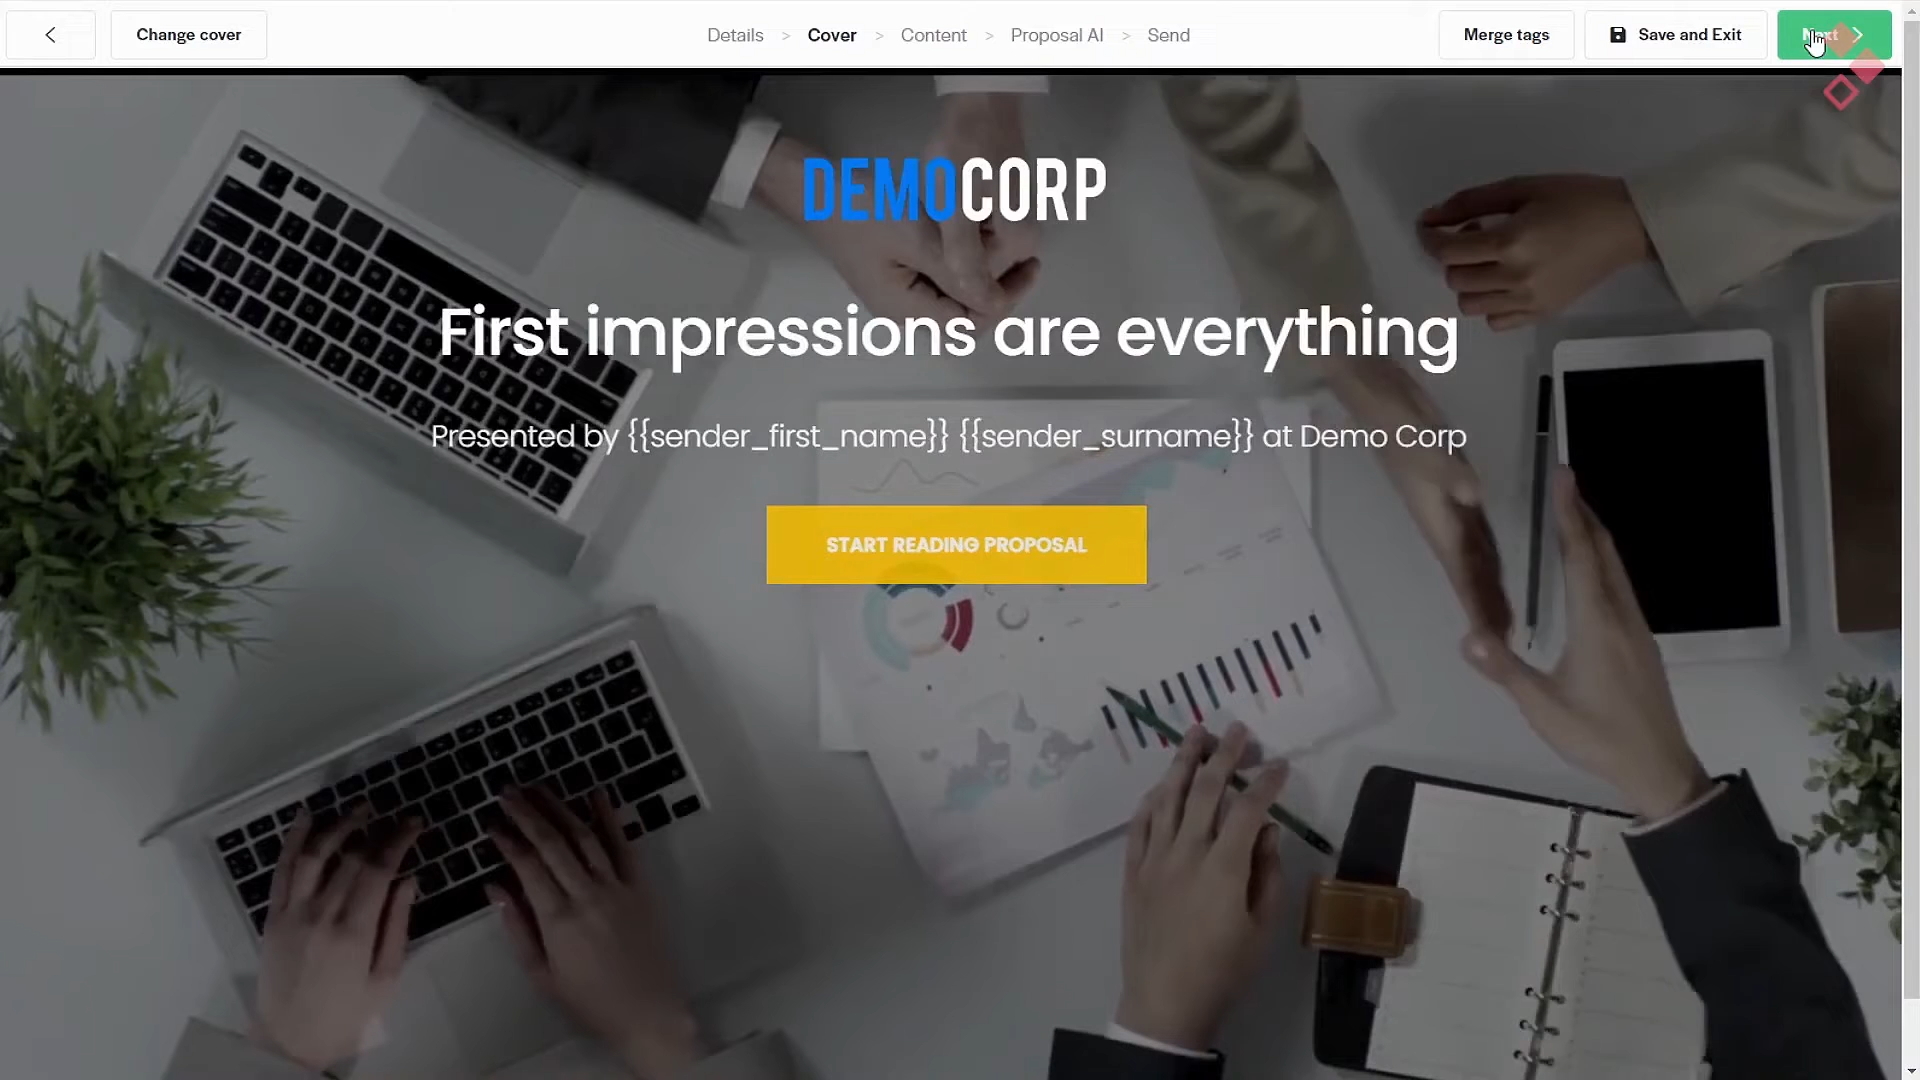 Change cover
Details > Cover > Content > Proposal AI > Send
Merge tags
Save and Exit
Next
DEMOCORP
First impressions are everything
Presented by {{sender_first_name}} {{sender_surname}} at Demo Corp
START READING PROPOSAL